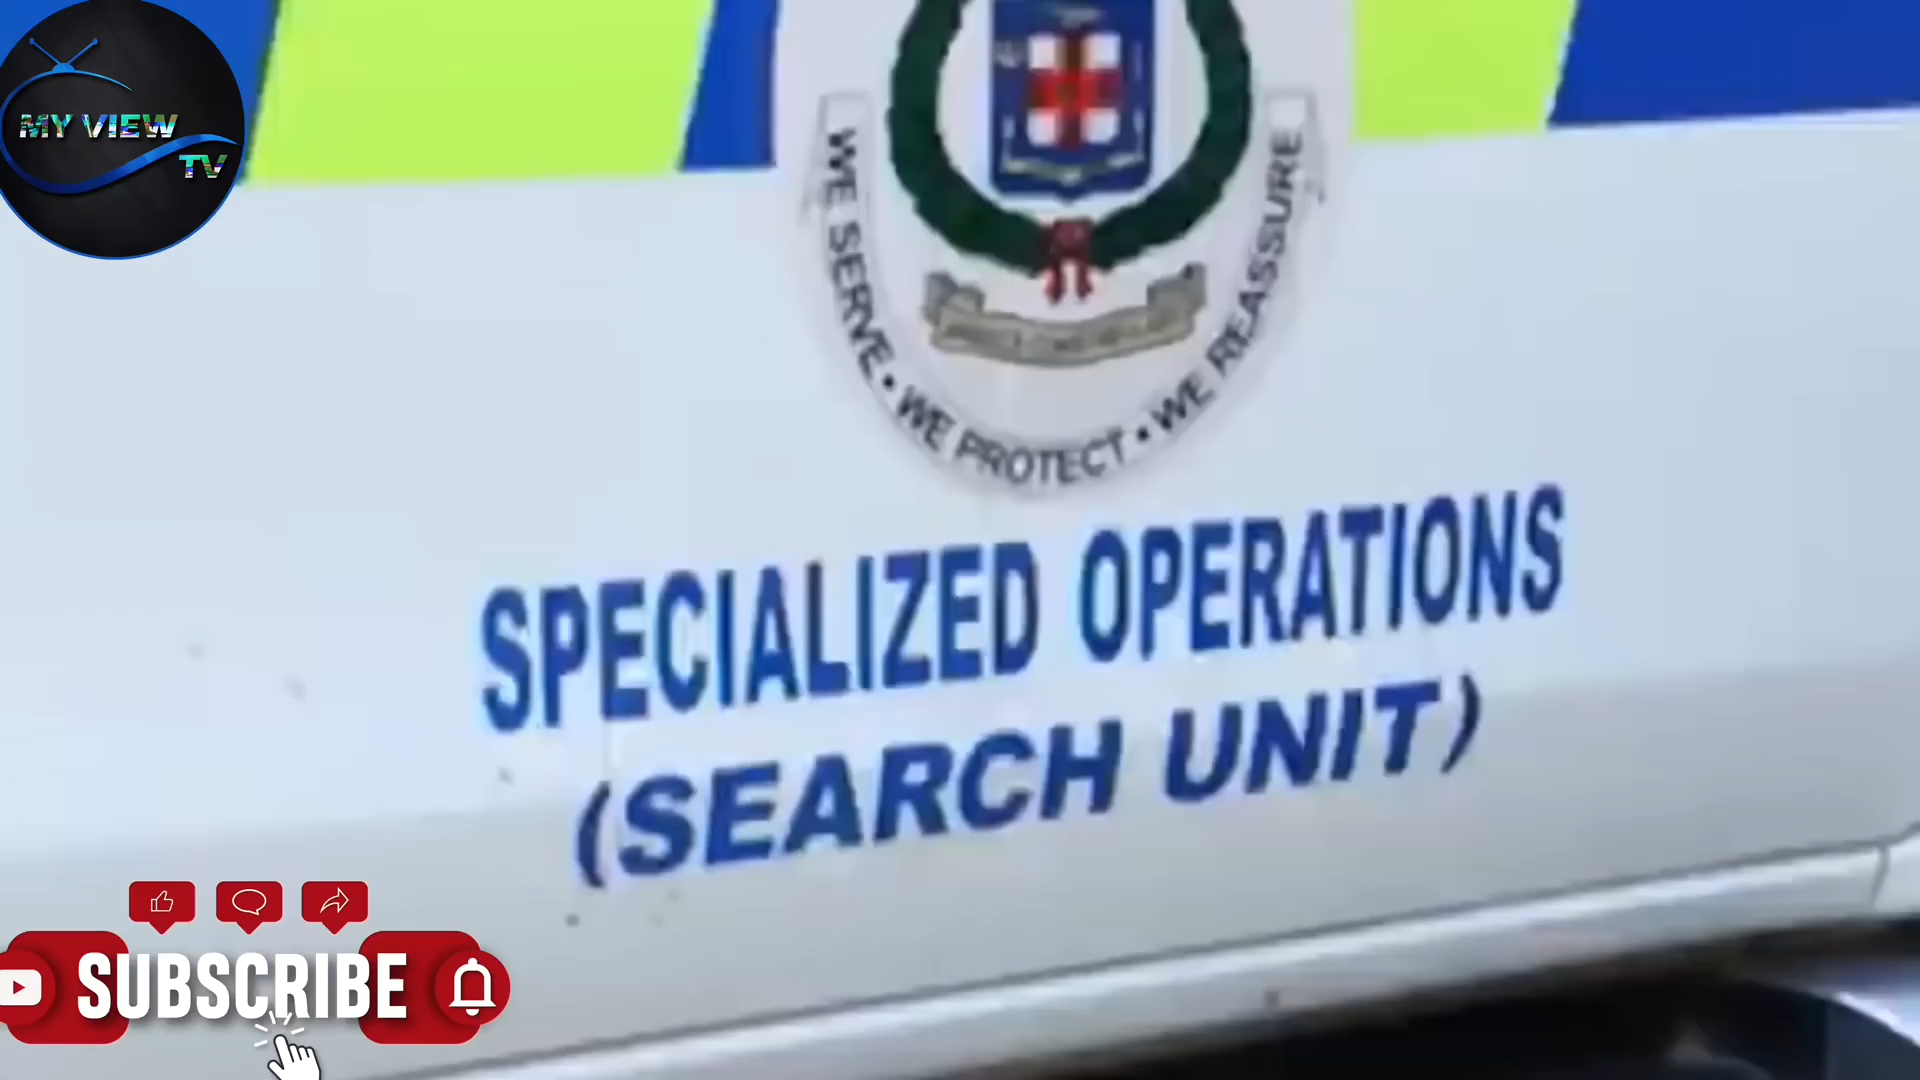 MY VIEW
TV
WE SERVE • WE PROTECT • WE REASSURE
SPECIALIZED OPERATIONS
(SEARCH UNIT)
SUBSCRIBE